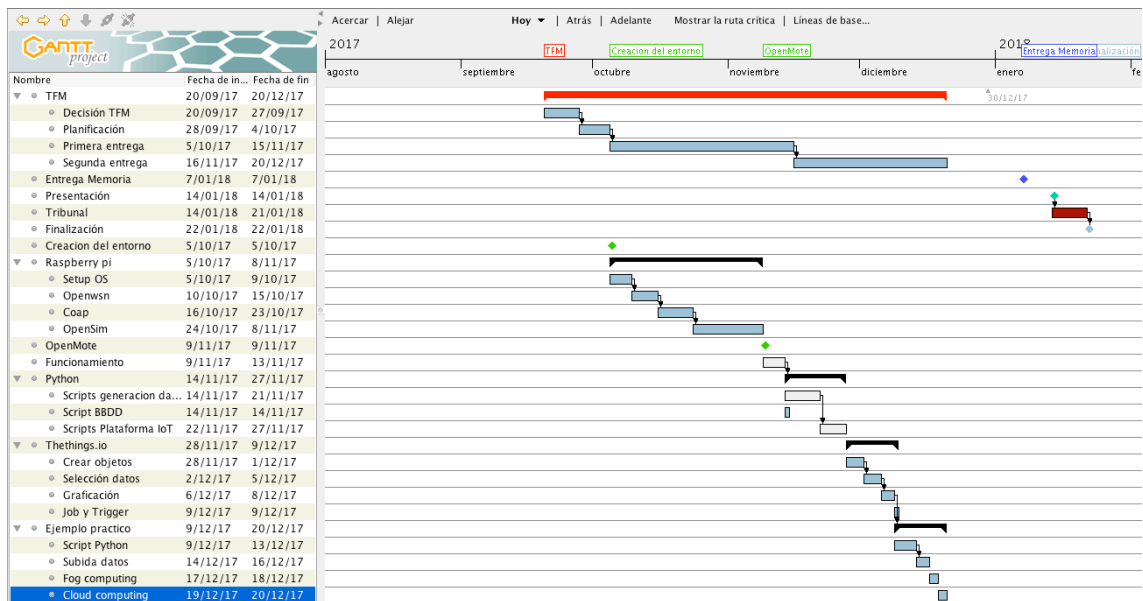 Acercar | Alejar Hoy | Atrás | Adelante Mostrar la ruta crítica | Líneas de base...
GANTT project
2017 2018
TFM Creacion del entorno OpenMote Entrega Memoria nalización
agosto septiembre octubre noviembre diciembre enero fe
Nombre Fecha de in... Fecha de fin
TFM 20/09/17 20/12/17
30/12/17
Decisión TFM 20/09/17 27/09/17
Planificación 28/09/17 4/10/17
Primera entrega 5/10/17 15/11/17
Segunda entrega 16/11/17 20/12/17
Entrega Memoria 7/01/18 7/01/18
Presentación 14/01/18 14/01/18
Tribunal 14/01/18 21/01/18
Finalización 22/01/18 22/01/18
Creacion del entorno 5/10/17 5/10/17
Raspberry pi 5/10/17 8/11/17
Setup OS 5/10/17 9/10/17
Openwsn 10/10/17 15/10/17
Coap 16/10/17 23/10/17
OpenSim 24/10/17 8/11/17
OpenMote 9/11/17 9/11/17
Funcionamiento 9/11/17 13/11/17
Python 14/11/17 27/11/17
Scripts generacion da... 14/11/17 21/11/17
Script BBDD 14/11/17 14/11/17
Scripts Plataforma IoT 22/11/17 27/11/17
Thethings.io 28/11/17 9/12/17
Crear objetos 28/11/17 1/12/17
Selección datos 2/12/17 5/12/17
Graficación 6/12/17 8/12/17
Job y Trigger 9/12/17 9/12/17
Ejemplo practico 9/12/17 20/12/17
Script Python 9/12/17 13/12/17
Subida datos 14/12/17 16/12/17
Fog computing 17/12/17 18/12/17
Cloud computing 19/12/17 20/12/17